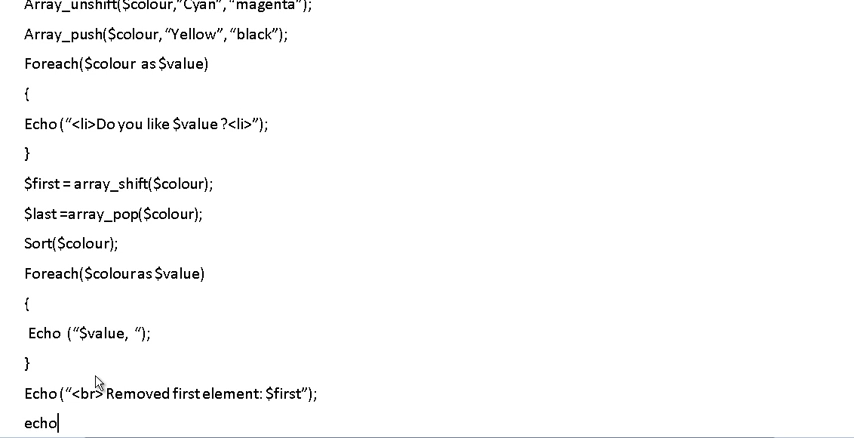 Array_unshift($colour,“Cyan”, “magenta”);
Array_push($colour, “Yellow”, “black”);
Foreach($colour as $value)
{
Echo (“<li>Do you like $value ?<li>”);
}
$first = array_shift($colour);
$last =array_pop($colour);
Sort($colour);
Foreach($colour as $value)
{
Echo (“$value, “);
}
Echo (“<br> Removed first element: $first”);
echo